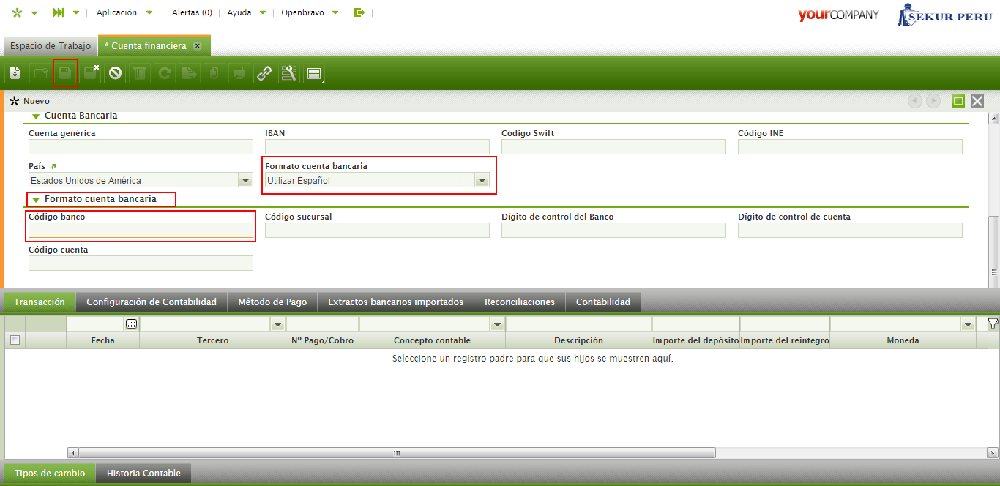 Aplicación Alertas (0) Ayuda Openbravo yourCOMPANY SEKUR PERU
Espacio de Trabajo * Cuenta financiera
Nuevo
Cuenta Bancaria
Cuenta genérica IBAN Código Swift Código INE
País Formato cuenta bancaria
Estados Unidos de América Utilizar Español
Formato cuenta bancaria
Código banco Código sucursal Dígito de control del Banco Dígito de control de cuenta
Código cuenta
Transacción Configuración de Contabilidad Método de Pago Extractos bancarios importados Reconciliaciones Contabilidad
Fecha Tercero Nº Pago/Cobro Concepto contable Descripción Importe del depósito Importe del reintegro Moneda
Seleccione un registro padre para que sus hijos se muestren aquí.
Tipos de cambio Historia Contable